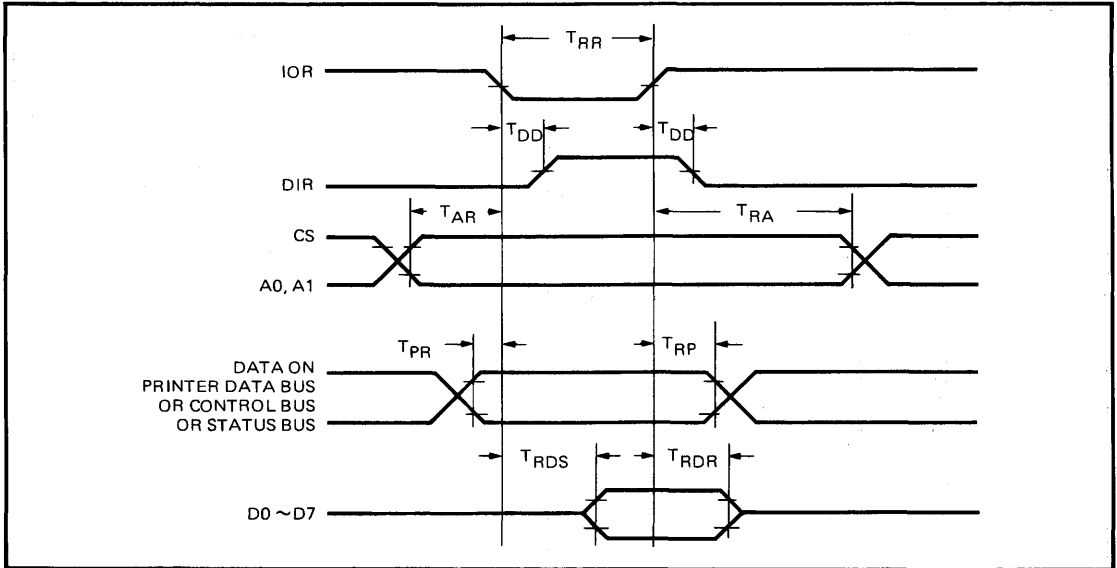 T_RR
IOR
T_DD T_DD
DIR
T_AR T_RA
CS
A0, A1
T_PR T_RP
DATA ON
PRINTER DATA BUS
OR CONTROL BUS
OR STATUS BUS
T_RDS T_RDR
D0 ~ D7